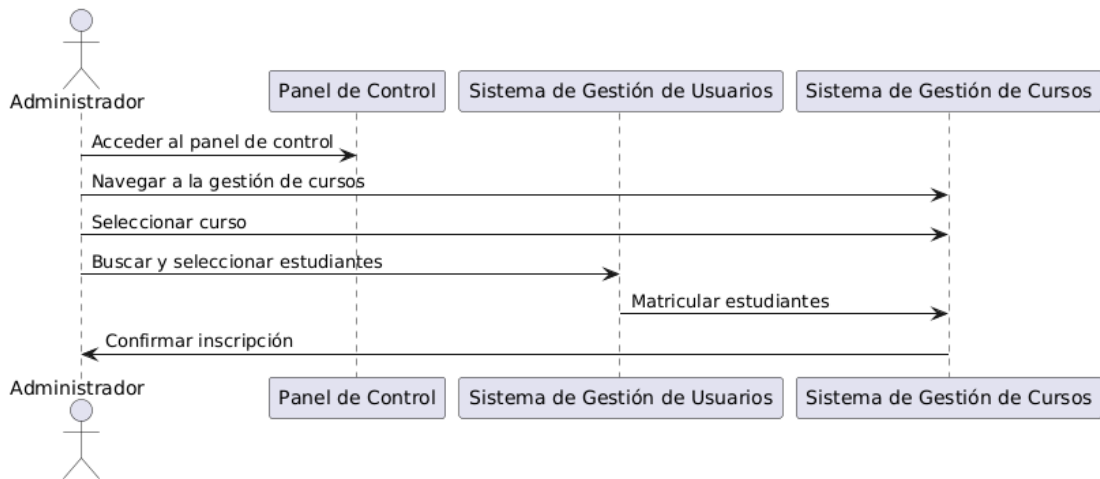 Administrador
Panel de Control
Sistema de Gestión de Usuarios
Sistema de Gestión de Cursos
Acceder al panel de control
Navegar a la gestión de cursos
Seleccionar curso
Buscar y seleccionar estudiantes
Matricular estudiantes
Confirmar inscripción
Administrador
Panel de Control
Sistema de Gestión de Usuarios
Sistema de Gestión de Cursos